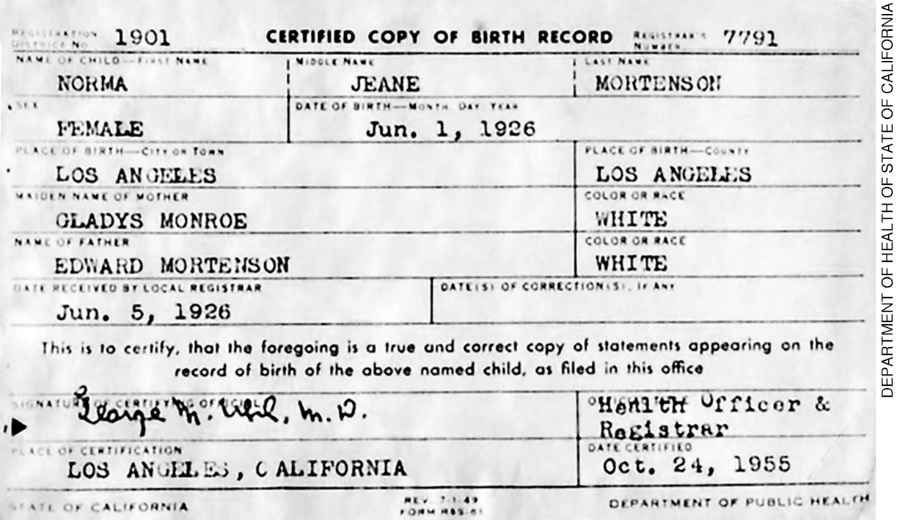 REGISTRATION DISTRICT No 1901 CERTIFIED COPY OF BIRTH RECORD REGISTRAR'S NUMBER 7791
NAME OF CHILD—FIRST NAME MIDDLE NAME LAST NAME
NORMA JEANE MORTENSON
SEX DATE OF BIRTH—MONTH, DAY, YEAR
FEMALE Jun. 1, 1926
PLACE OF BIRTH—CITY OR TOWN PLACE OF BIRTH—COUNTY
LOS ANGELES LOS ANGELES
MAIDEN NAME OF MOTHER COLOR OR RACE
GLADYS MONROE WHITE
NAME OF FATHER COLOR OR RACE
EDWARD MORTENSON WHITE
DATE RECEIVED BY LOCAL REGISTRAR DATE(S) OF CORRECTION(S), IF ANY
Jun. 5, 1926
This is to certify, that the foregoing is a true and correct copy of statements appearing on the
record of birth of the above named child, as filed in this office
SIGNATURE OF CERTIFYING OFFICIAL
George M. Uhl, M.D. Health Officer &
Registrar
PLACE OF CERTIFICATION DATE CERTIFIED
LOS ANGELES, CALIFORNIA Oct. 24, 1955
STATE OF CALIFORNIA REV. 7-1-49 DEPARTMENT OF PUBLIC HEALTH
FORM R&S-61
DEPARTMENT OF HEALTH OF STATE OF CALIFORNIA